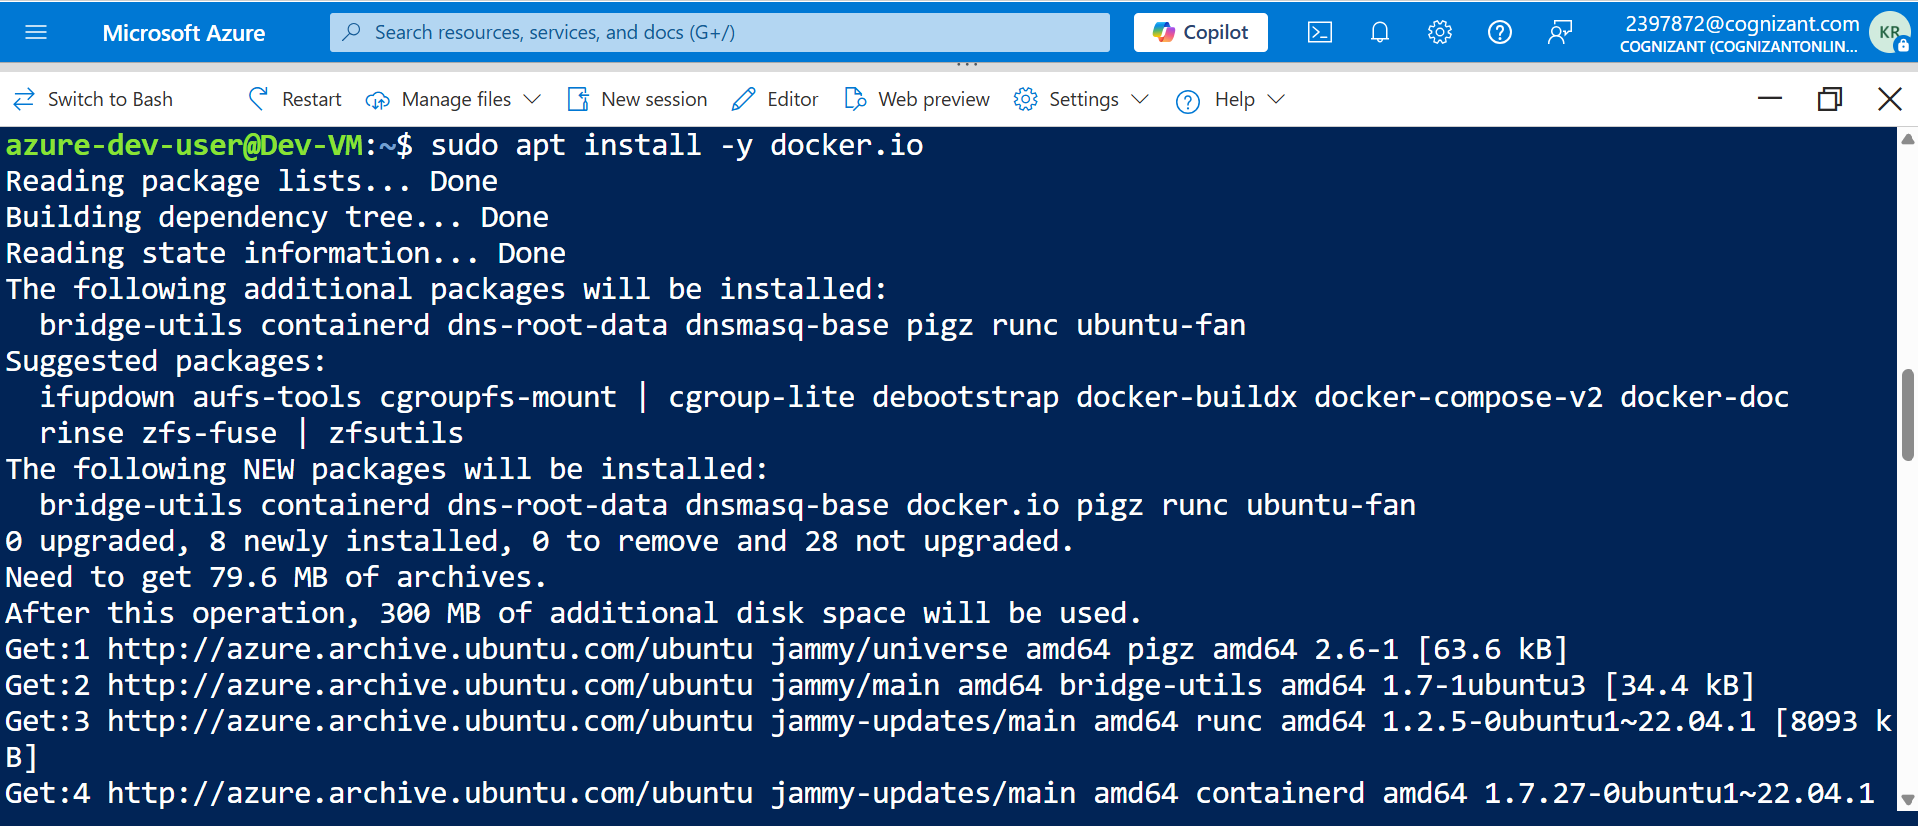 Microsoft Azure
Search resources, services, and docs (G+/)
Copilot
2397872@cognizant.com
COGNIZANT (COGNIZANTONLIN...
KR
Switch to Bash
Restart
Manage files
New session
Editor
Web preview
Settings
Help
azure-dev-user@Dev-VM:~$ sudo apt install -y docker.io
Reading package lists... Done
Building dependency tree... Done
Reading state information... Done
The following additional packages will be installed:
  bridge-utils containerd dns-root-data dnsmasq-base pigz runc ubuntu-fan
Suggested packages:
  ifupdown aufs-tools cgroupfs-mount | cgroup-lite debootstrap docker-buildx docker-compose-v2 docker-doc
  rinse zfs-fuse | zfsutils
The following NEW packages will be installed:
  bridge-utils containerd dns-root-data dnsmasq-base docker.io pigz runc ubuntu-fan
0 upgraded, 8 newly installed, 0 to remove and 28 not upgraded.
Need to get 79.6 MB of archives.
After this operation, 300 MB of additional disk space will be used.
Get:1 http://azure.archive.ubuntu.com/ubuntu jammy/universe amd64 pigz amd64 2.6-1 [63.6 kB]
Get:2 http://azure.archive.ubuntu.com/ubuntu jammy/main amd64 bridge-utils amd64 1.7-1ubuntu3 [34.4 kB]
Get:3 http://azure.archive.ubuntu.com/ubuntu jammy-updates/main amd64 runc amd64 1.2.5-0ubuntu1~22.04.1 [8093 k
B]
Get:4 http://azure.archive.ubuntu.com/ubuntu jammy-updates/main amd64 containerd amd64 1.7.27-0ubuntu1~22.04.1